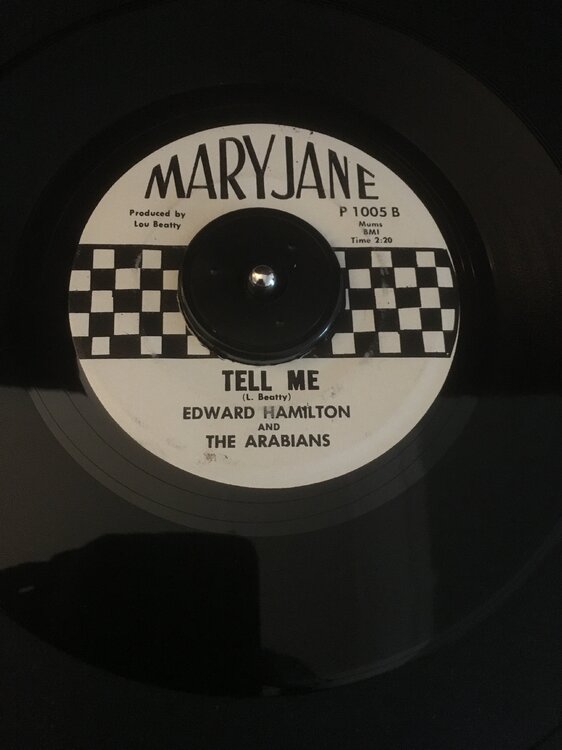 MARYJANE
Produced by
Lou Beatty
P 1005 B
Mums
BMI
Time 2:20
TELL ME
(L. Beatty)
EDWARD HAMILTON
AND
THE ARABIANS